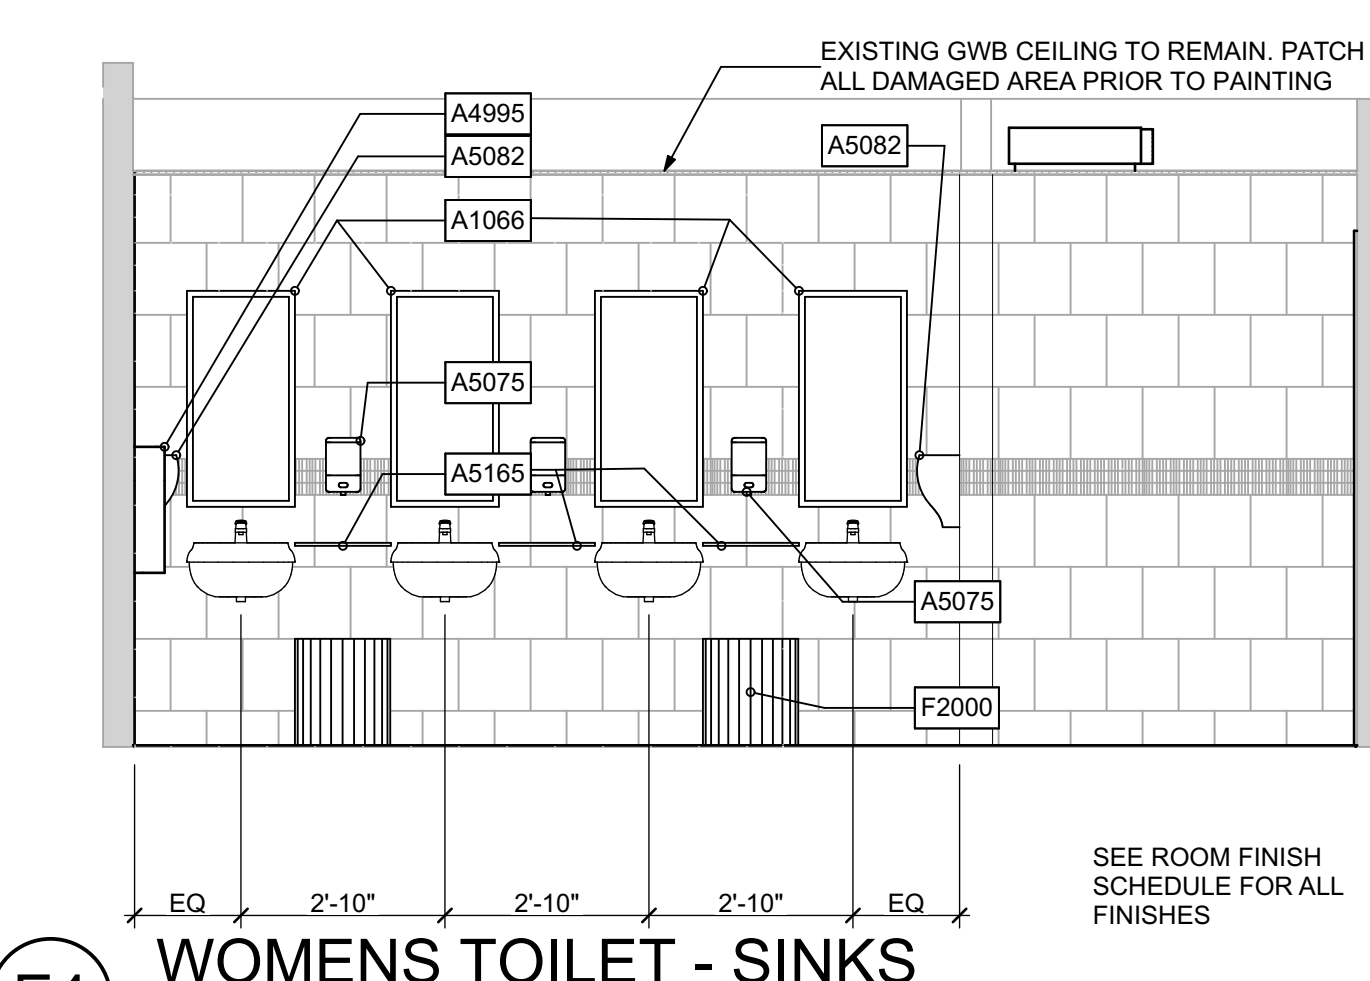 EXISTING GWB CEILING TO REMAIN. PATCH
ALL DAMAGED AREA PRIOR TO PAINTING
A4995
A5082
A5082
A1066
A5075
A5165
A5075
F2000
SEE ROOM FINISH
SCHEDULE FOR ALL
FINISHES
EQ 2'-10" 2'-10" 2'-10" EQ
WOMENS TOILET - SINKS